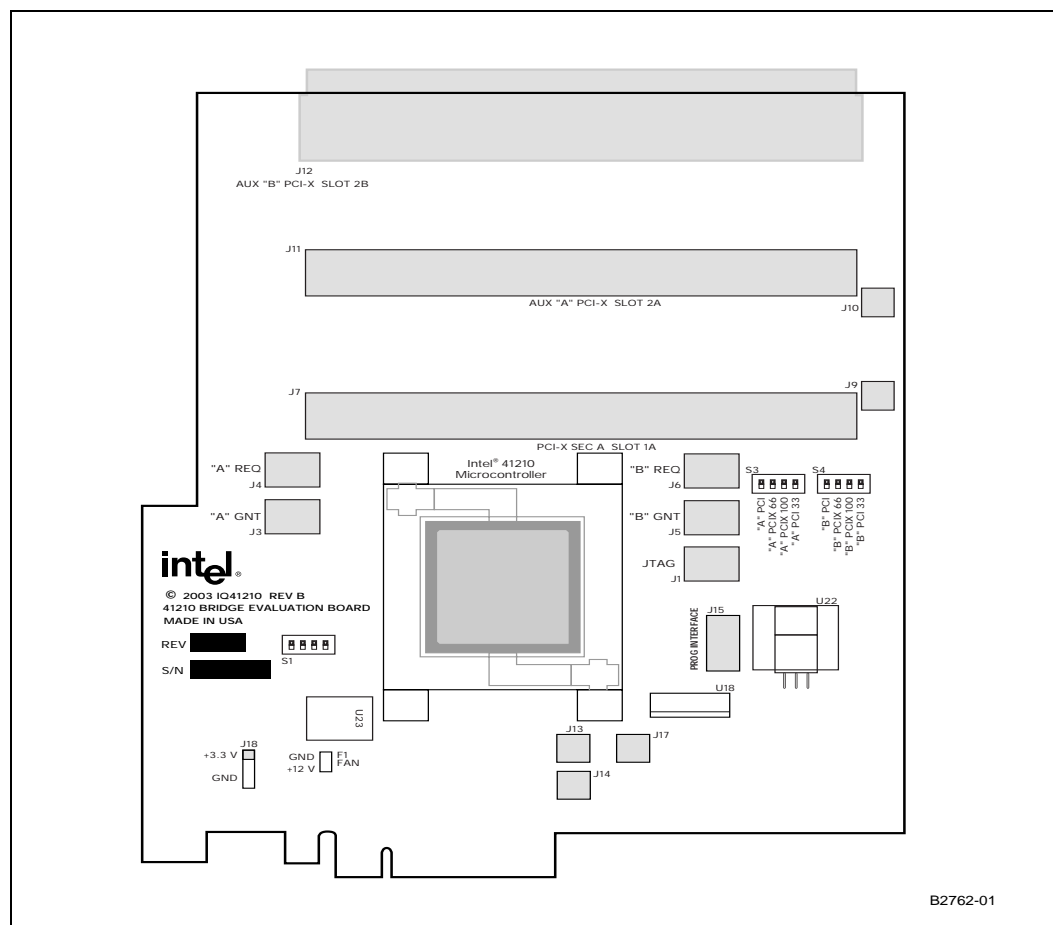 J12
AUX "B" PCI-X SLOT 2B
J11
AUX "A" PCI-X SLOT 2A
J10
J7
J9
PCI-X SEC A SLOT 1A
"A" REQ
J4
"A" GNT
J3
Intel® 41210
Microcontroller
"B" REQ
J6
"B" GNT
J5
JTAG
J1
S3
"A" PCI
"A" PCIX 66
"A" PCIX 100
"A" PCI 33
S4
"B" PCI
"B" PCIX 66
"B" PCIX 100
"B" PCI 33
intel®
© 2003 IQ41210 REV B
41210 BRIDGE EVALUATION BOARD
MADE IN USA
REV
S/N
S1
PROG INTERFACE
J15
U22
U18
U23
J18
+3.3 V
GND
GND
+12 V
F1
FAN
J13
J17
J14
B2762-01